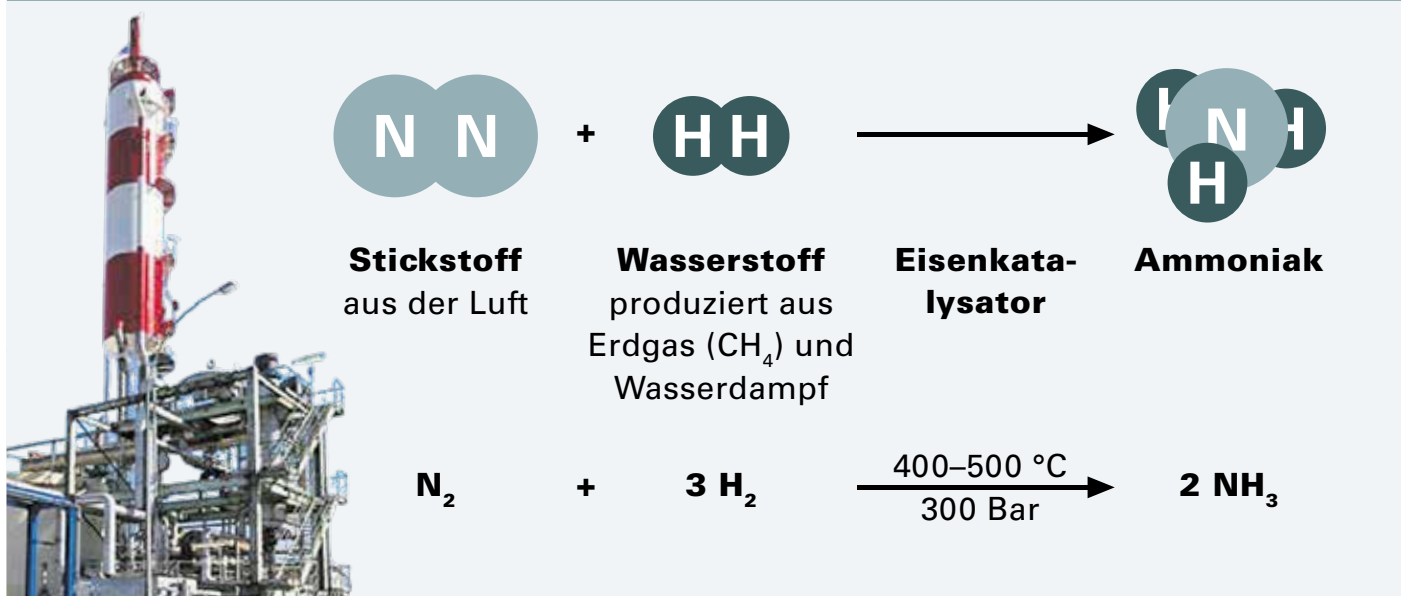 N N + H H H N H H
Stickstoff
aus der Luft
Wasserstoff
produziert aus
Erdgas (CH₄) und
Wasserdampf
Eisenkata-
lysator
Ammoniak
N₂ + 3 H₂ 400–500 °C 2 NH₃
300 Bar